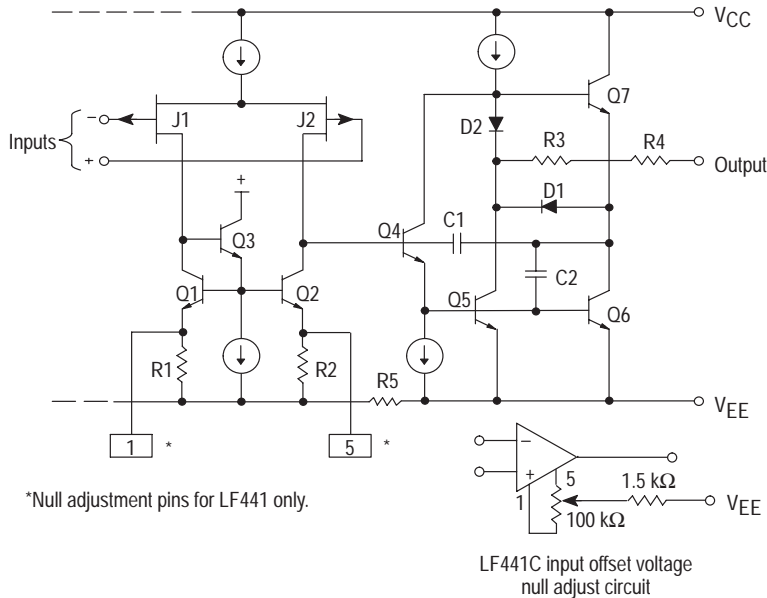 VCC
Q7
J1
J2
D2
Inputs
−
+
R3
R4
Output
D1
+
Q3
Q4
C1
C2
Q1
Q2
Q5
Q6
R1
R2
R5
VEE
1 *
5 *
*Null adjustment pins for LF441 only.
−
+
5
1
1.5 kΩ
100 kΩ
VEE
LF441C input offset voltage
null adjust circuit